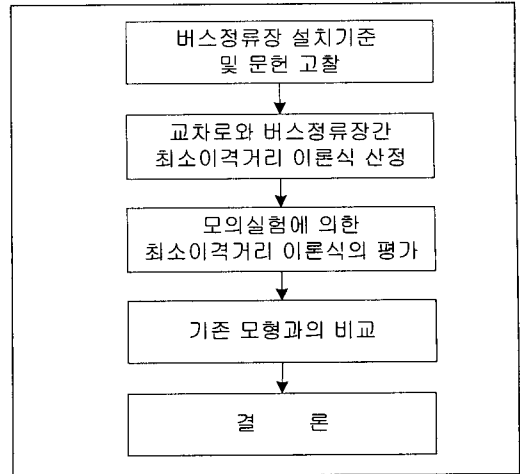 버스정류장 설치기준
및 문헌 고찰
교차로와 버스정류장간
최소이격거리 이론식 산정
모의실험에 의한
최소이격거리 이론식의 평가
기존 모형과의 비교
결 론